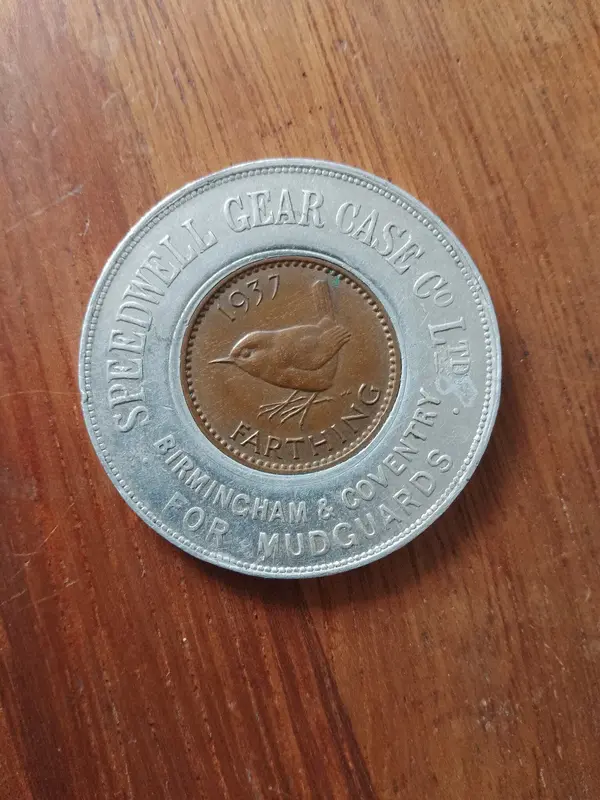 SPEEDWELL GEAR CASE Co LTD
BIRMINGHAM & COVENTRY
FOR MUDGUARDS
1937
FARTHING